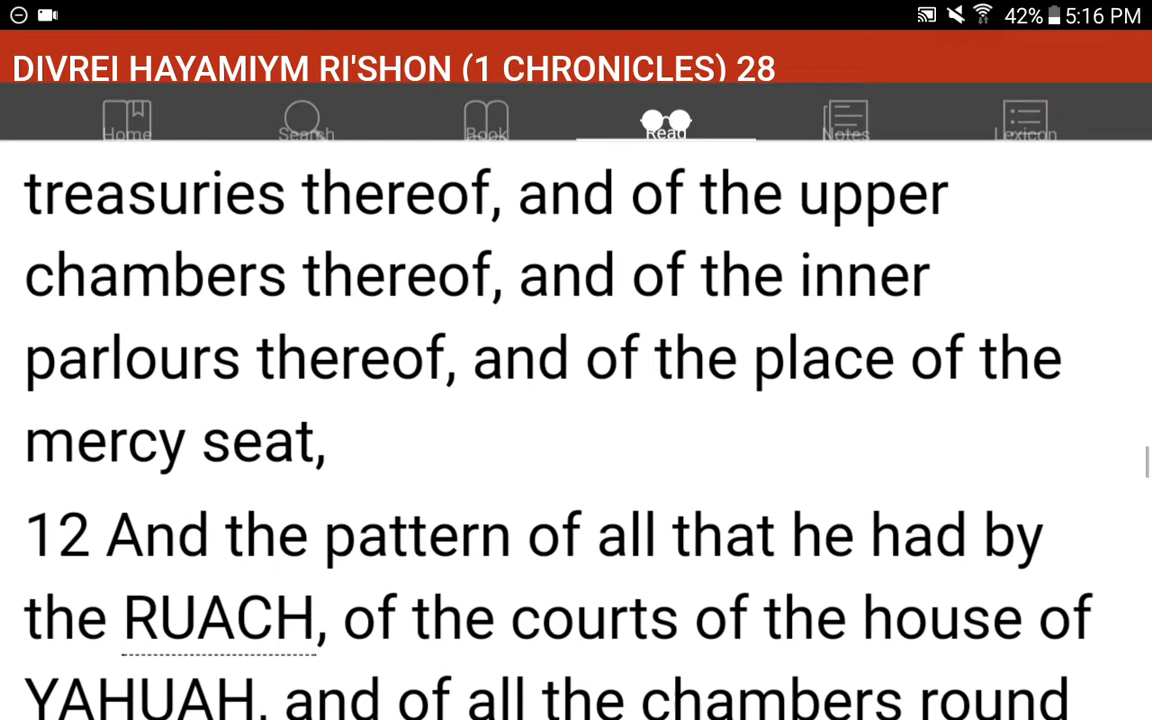 42% 5:16 PM
DIVREI HAYAMIYM RI'SHON (1 CHRONICLES) 28
Home Search Book Read Notes Lexicon
treasuries thereof, and of the upper
chambers thereof, and of the inner
parlours thereof, and of the place of the
mercy seat,
12 And the pattern of all that he had by
the RUACH, of the courts of the house of
YAHUAH, and of all the chambers round